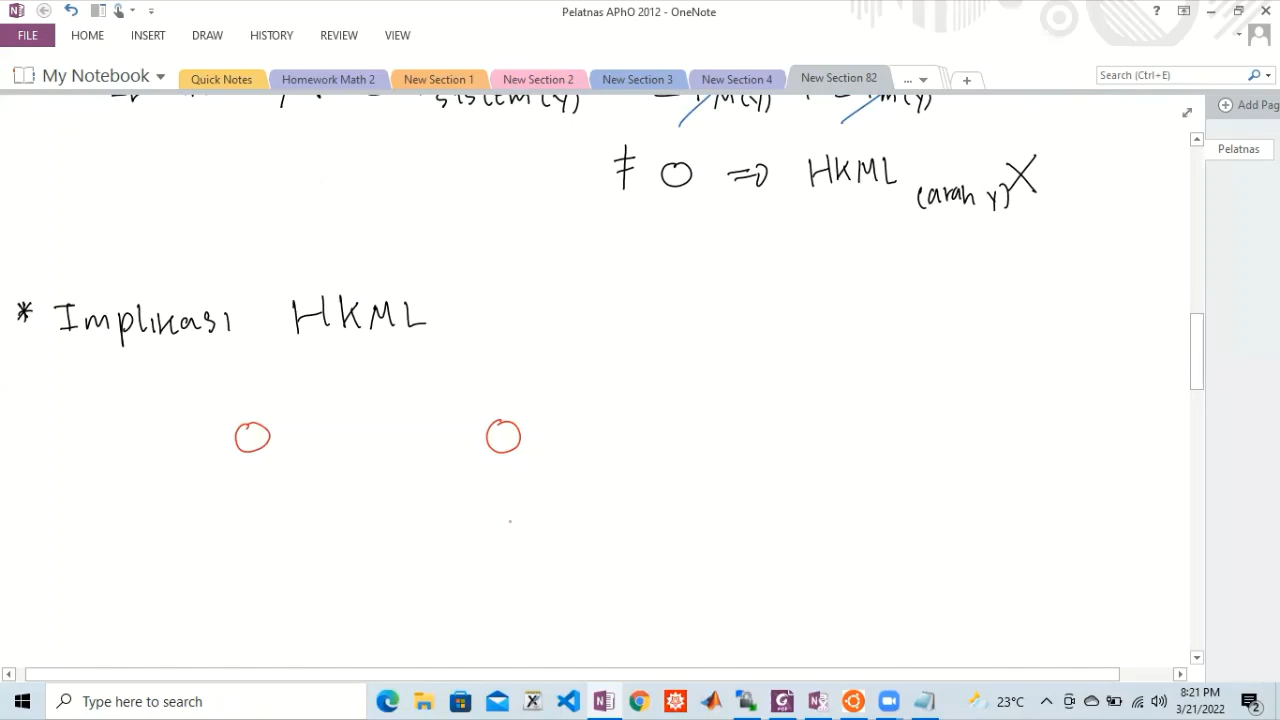 Pelatnas APhO 2012 - OneNote
FILE HOME INSERT DRAW HISTORY REVIEW VIEW
My Notebook Quick Notes Homework Math 2 New Section 1 New Section 2 New Section 3 New Section 4 New Section 82 ... Search (Ctrl+E)
Add Pag
Pelatnas
sistem(y)
≠ 0 ⇒ HKML (arah y) X
* Implikasi HKML
Type here to search
23°C
8:21 PM
3/21/2022
2